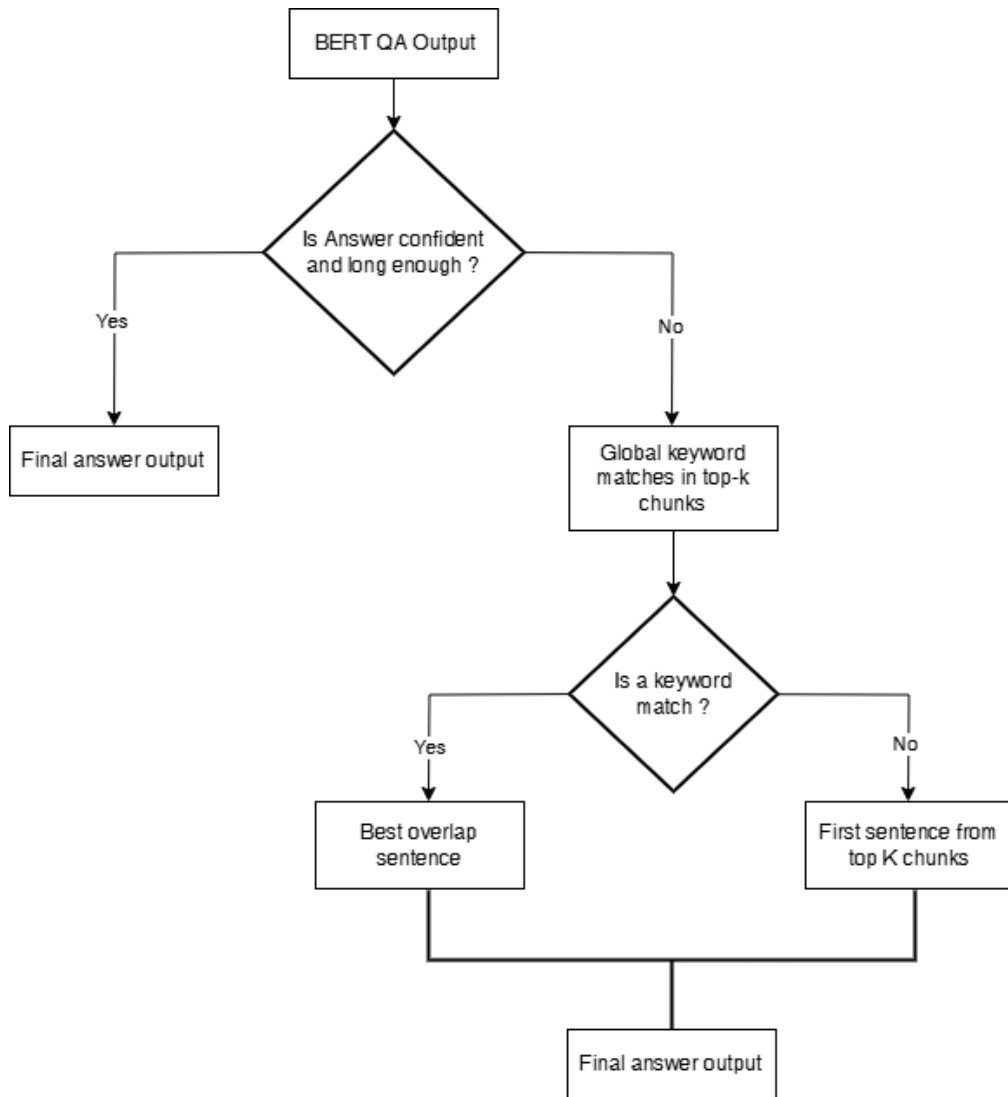 BERT QA Output
Is Answer confident
and long enough ?
Yes
No
Final answer output
Global keyword
matches in top-k
chunks
Is a keyword
match ?
Yes
No
Best overlap
sentence
First sentence from
top K chunks
Final answer output